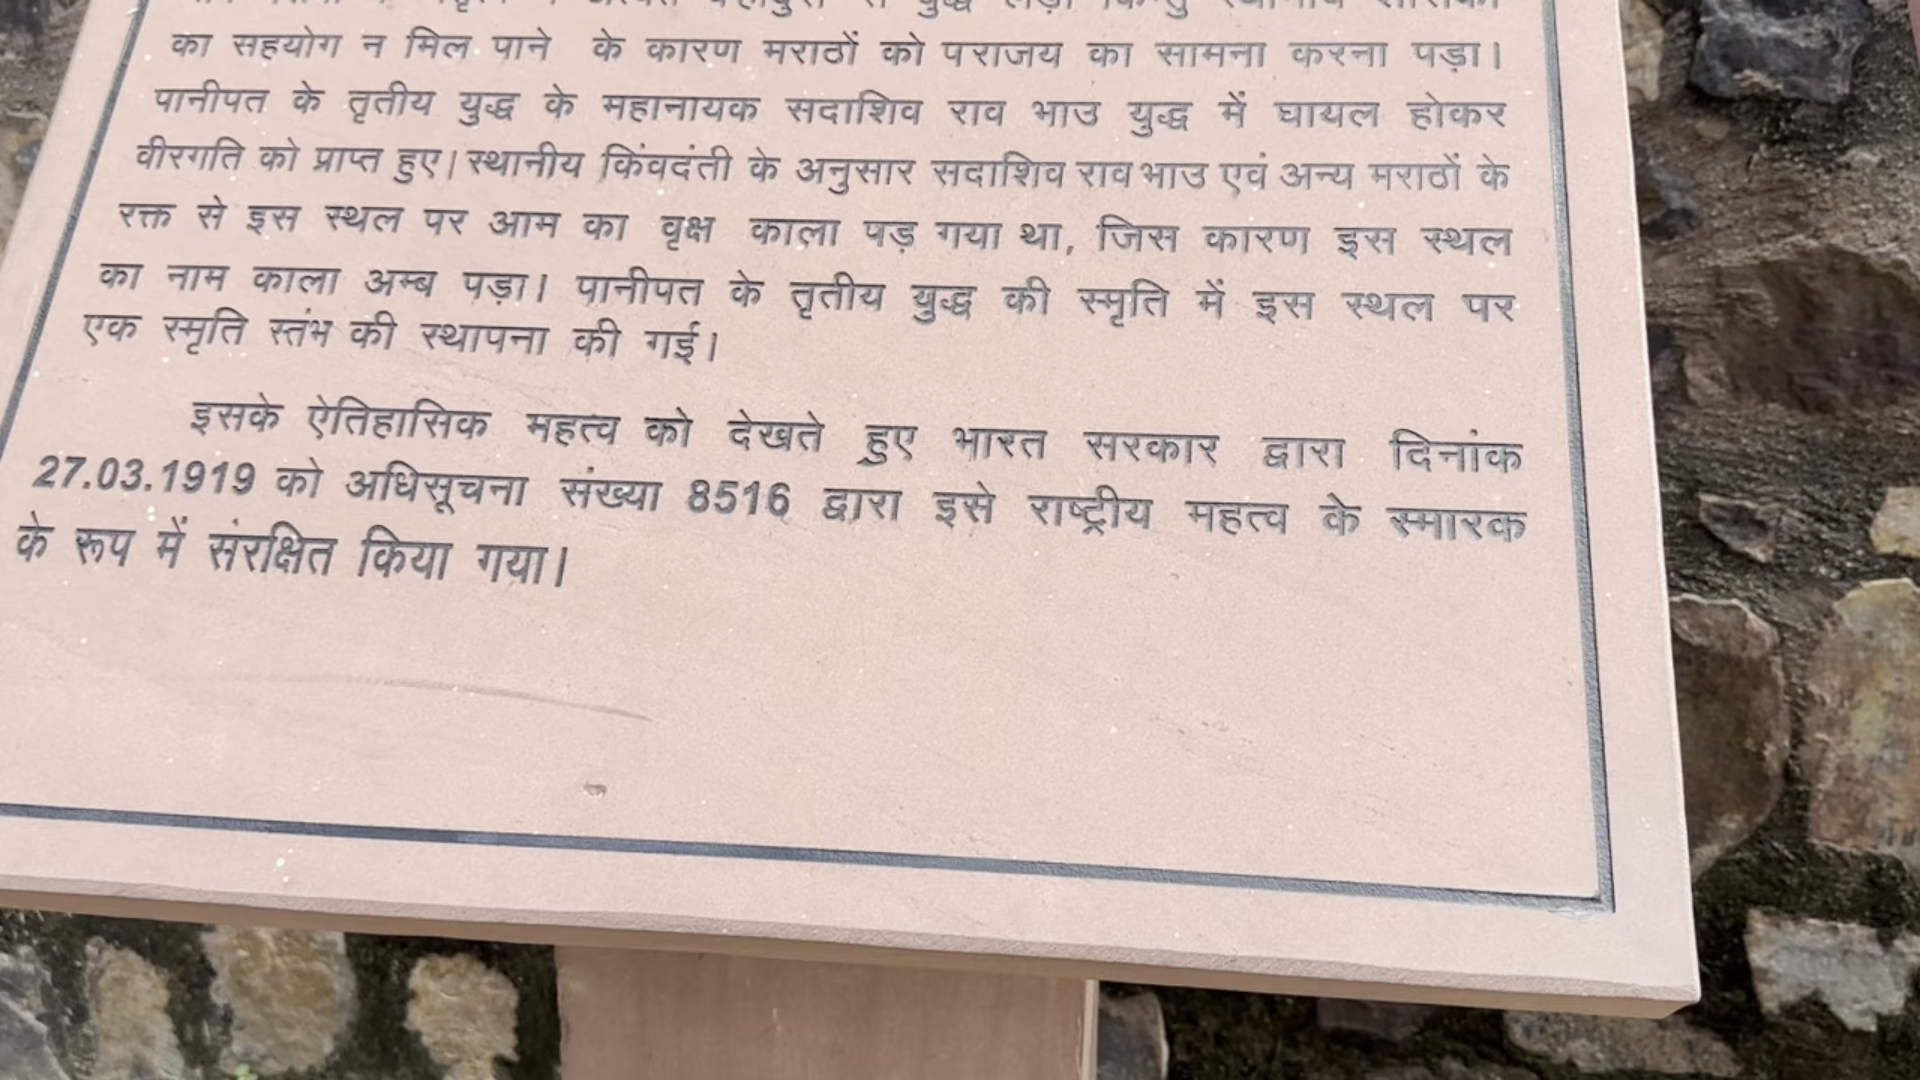 का सहयोग न मिल पाने के कारण मराठों को पराजय का सामना करना पड़ा।
पानीपत के तृतीय युद्ध के महानायक सदाशिव राव भाउ युद्ध में घायल होकर
वीरगति को प्राप्त हुए। स्थानीय किंवदंती के अनुसार सदाशिव राव भाउ एवं अन्य मराठों के
रक्त से इस स्थल पर आम का वृक्ष काला पड़ गया था, जिस कारण इस स्थल
का नाम काला अम्ब पड़ा। पानीपत के तृतीय युद्ध की स्मृति में इस स्थल पर
एक स्मृति स्तंभ की स्थापना की गई।
इसके ऐतिहासिक महत्व को देखते हुए भारत सरकार द्वारा दिनांक
27.03.1919 को अधिसूचना संख्या 8516 द्वारा इसे राष्ट्रीय महत्व के स्मारक
के रूप में संरक्षित किया गया।